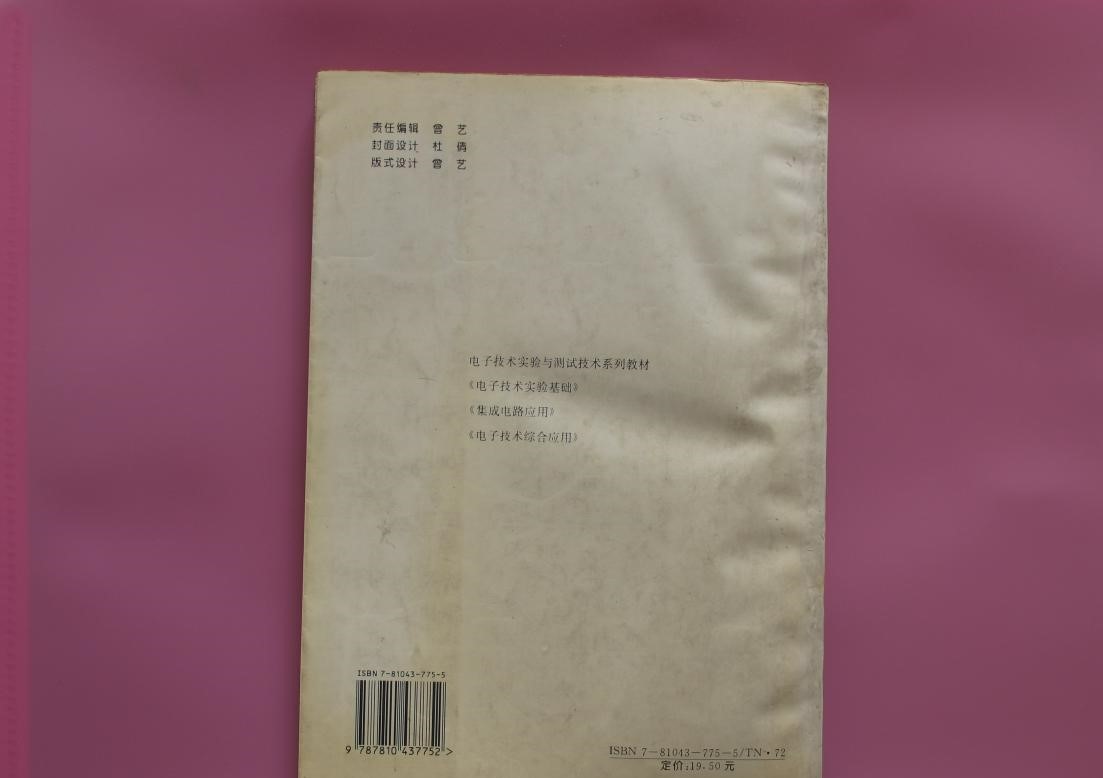 责任编辑 曾 艺
封面设计 杜 倩
版式设计 曾 艺
电子技术实验与测试技术系列教材
《电子技术实验基础》
《集成电路应用》
《电子技术综合应用》
ISBN 7-81043-775-5
9 787810 437752 >
ISBN 7-81043-775-5/TN·72
定价:19.50元